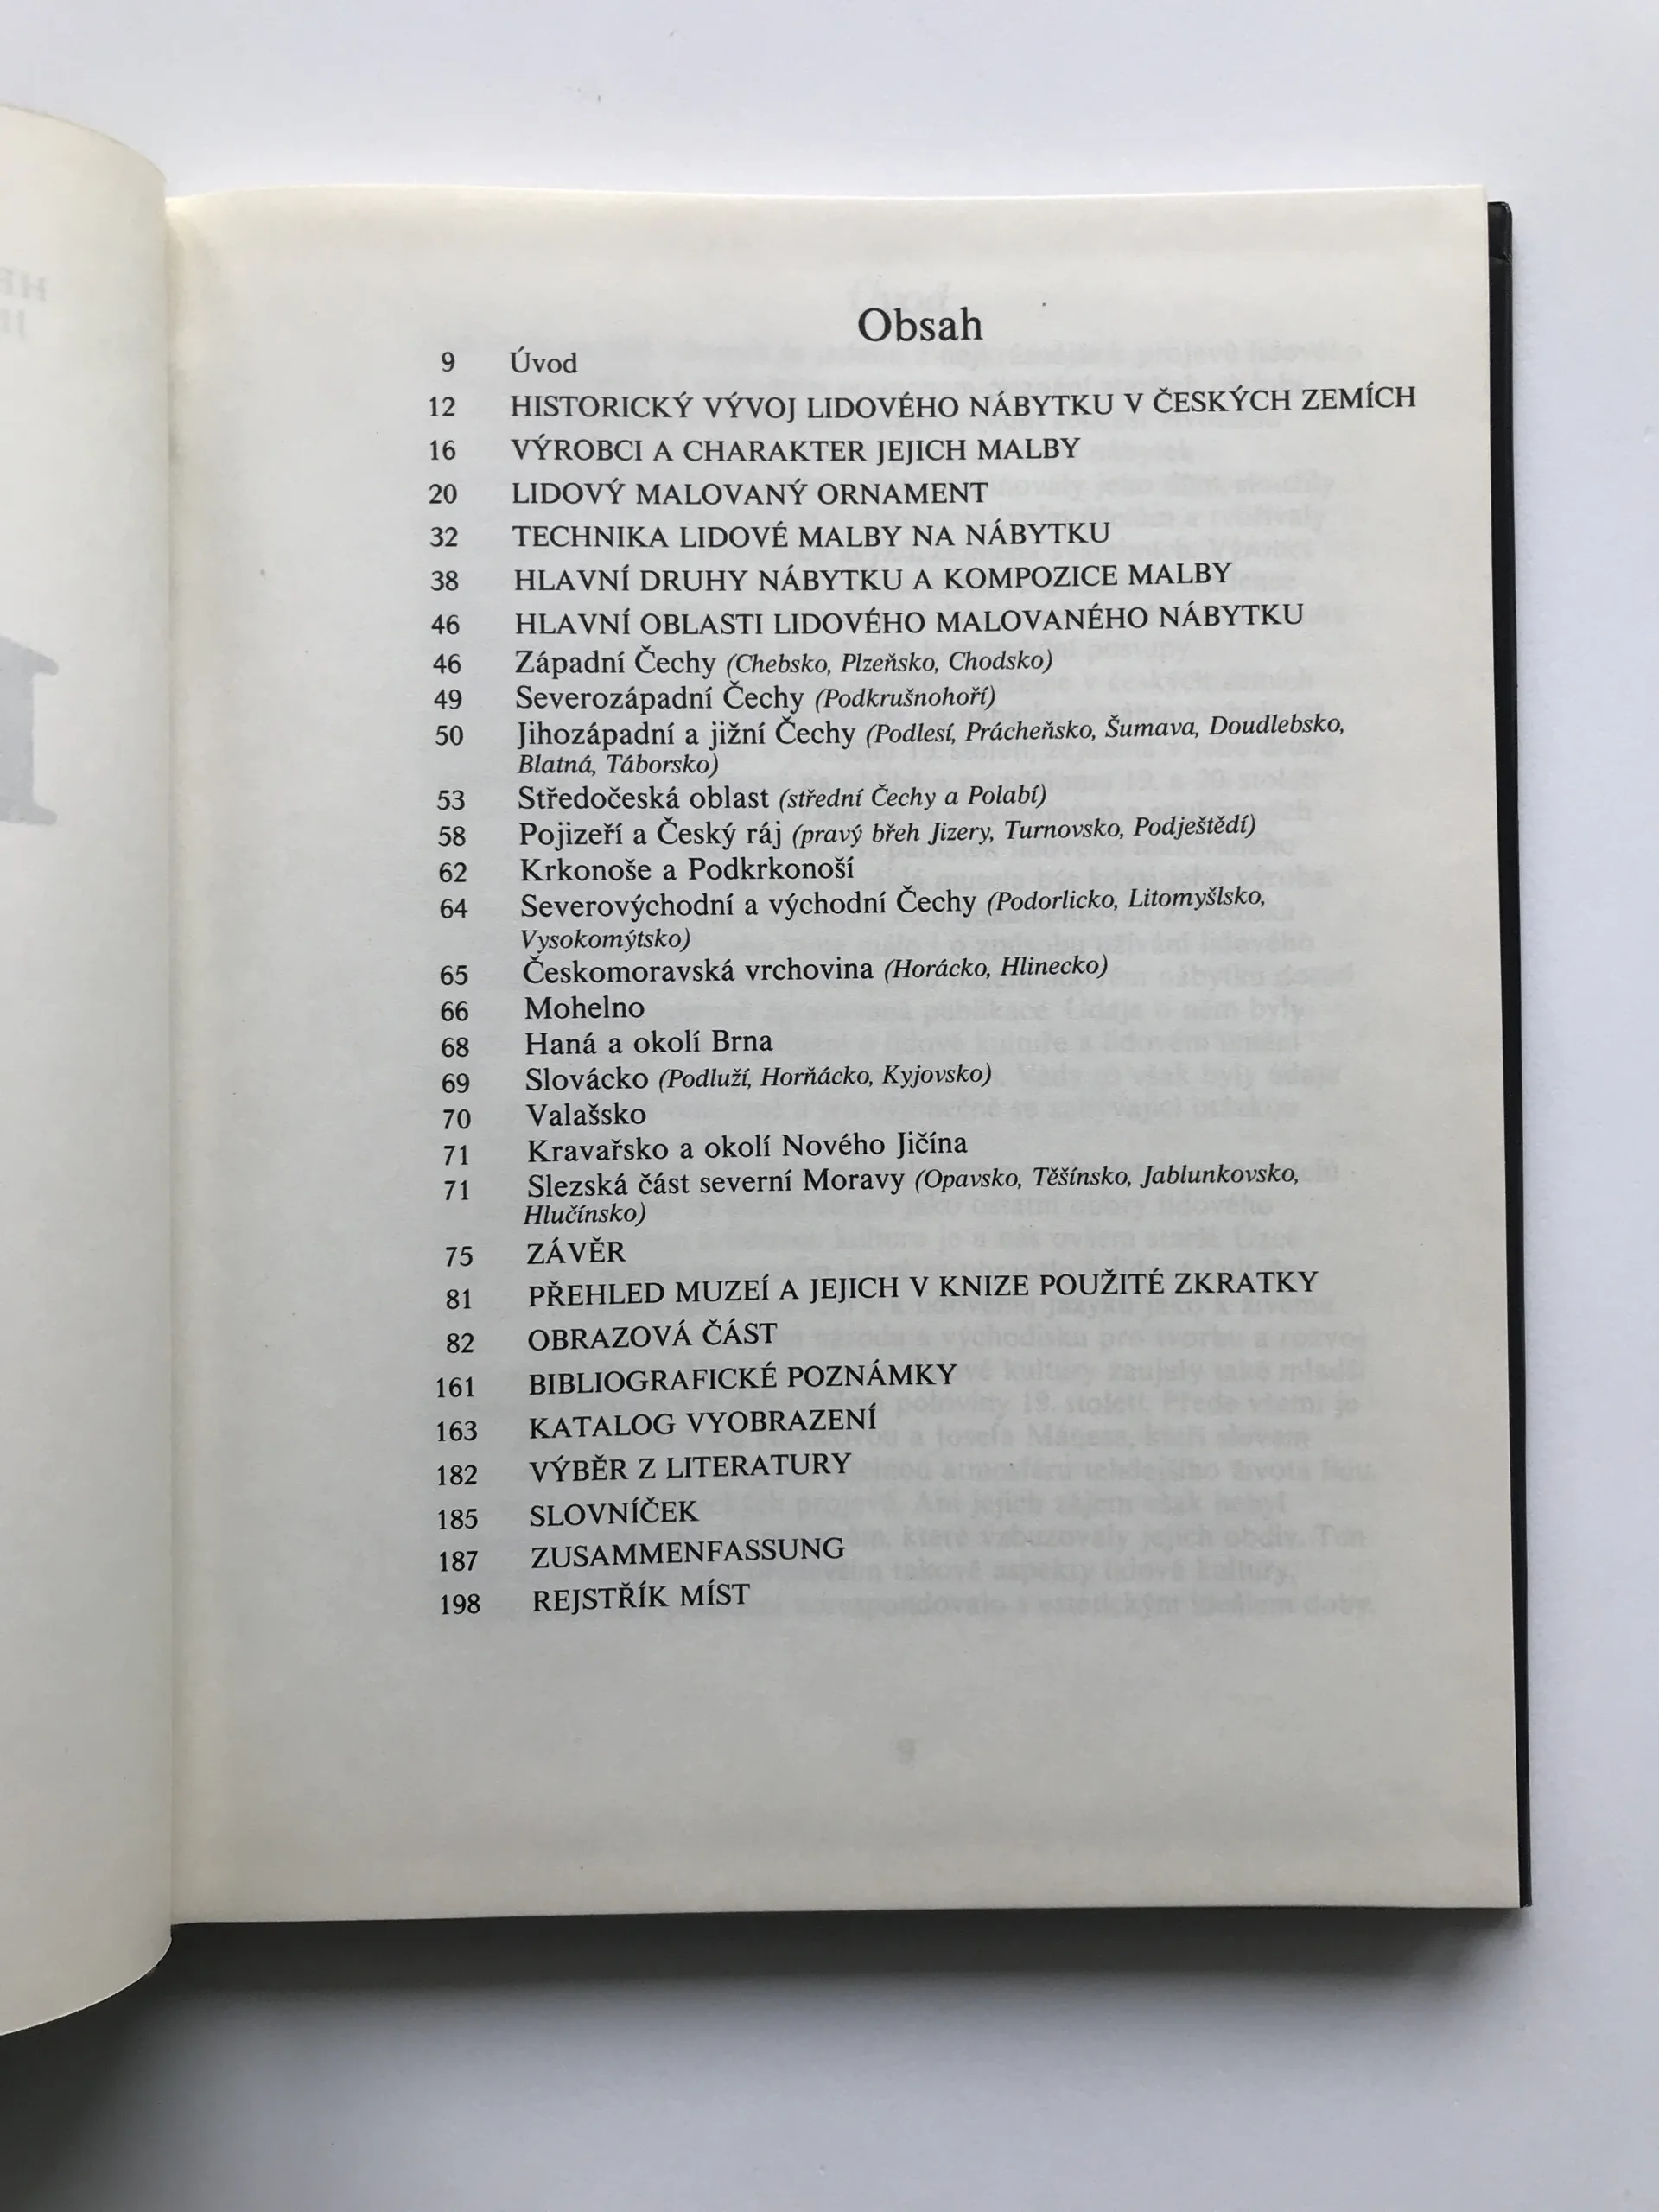 Obsah
9 Úvod
12 HISTORICKÝ VÝVOJ LIDOVÉHO NÁBYTKU V ČESKÝCH ZEMÍCH
16 VÝROBCI A CHARAKTER JEJICH MALBY
20 LIDOVÝ MALOVANÝ ORNAMENT
32 TECHNIKA LIDOVÉ MALBY NA NÁBYTKU
38 HLAVNÍ DRUHY NÁBYTKU A KOMPOZICE MALBY
46 HLAVNÍ OBLASTI LIDOVÉHO MALOVANÉHO NÁBYTKU
46 Západní Čechy (Chebsko, Plzeňsko, Chodsko)
49 Severozápadní Čechy (Podkrušnohoří)
50 Jihozápadní a jižní Čechy (Podlesí, Prácheňsko, Šumava, Doudlebsko,
Blatná, Táborsko)
53 Středočeská oblast (střední Čechy a Polabí)
58 Pojizeří a Český ráj (pravý břeh Jizery, Turnovsko, Podještědí)
62 Krkonoše a Podkrkonoší
64 Severovýchodní a východní Čechy (Podorlicko, Litomyšlsko,
Vysokomýtsko)
65 Českomoravská vrchovina (Horácko, Hlinecko)
66 Mohelno
68 Haná a okolí Brna
69 Slovácko (Podluží, Horňácko, Kyjovsko)
70 Valašsko
71 Kravařsko a okolí Nového Jičína
71 Slezská část severní Moravy (Opavsko, Těšínsko, Jablunkovsko,
Hlučínsko)
75 ZÁVĚR
81 PŘEHLED MUZEÍ A JEJICH V KNIZE POUŽITÉ ZKRATKY
82 OBRAZOVÁ ČÁST
161 BIBLIOGRAFICKÉ POZNÁMKY
163 KATALOG VYOBRAZENÍ
182 VÝBĚR Z LITERATURY
185 SLOVNÍČEK
187 ZUSAMMENFASSUNG
198 REJSTŘÍK MÍST